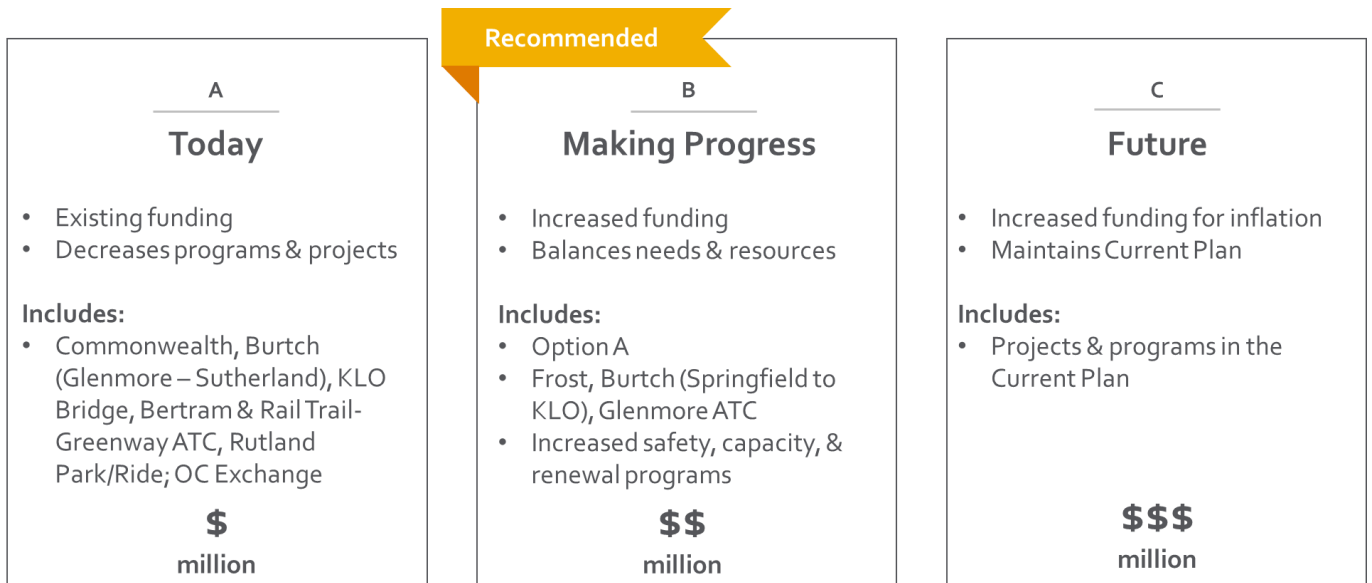 Recommended
A
Today
• Existing funding
• Decreases programs & projects
Includes:
• Commonwealth, Burtch
(Glenmore – Sutherland), KLO
Bridge, Bertram & Rail Trail-
Greenway ATC, Rutland
Park/Ride; OC Exchange
$
million
B
Making Progress
• Increased funding
• Balances needs & resources
Includes:
• Option A
• Frost, Burtch (Springfield to
KLO), Glenmore ATC
• Increased safety, capacity, &
renewal programs
$$
million
C
Future
• Increased funding for inflation
• Maintains Current Plan
Includes:
• Projects & programs in the
Current Plan
$$$
million